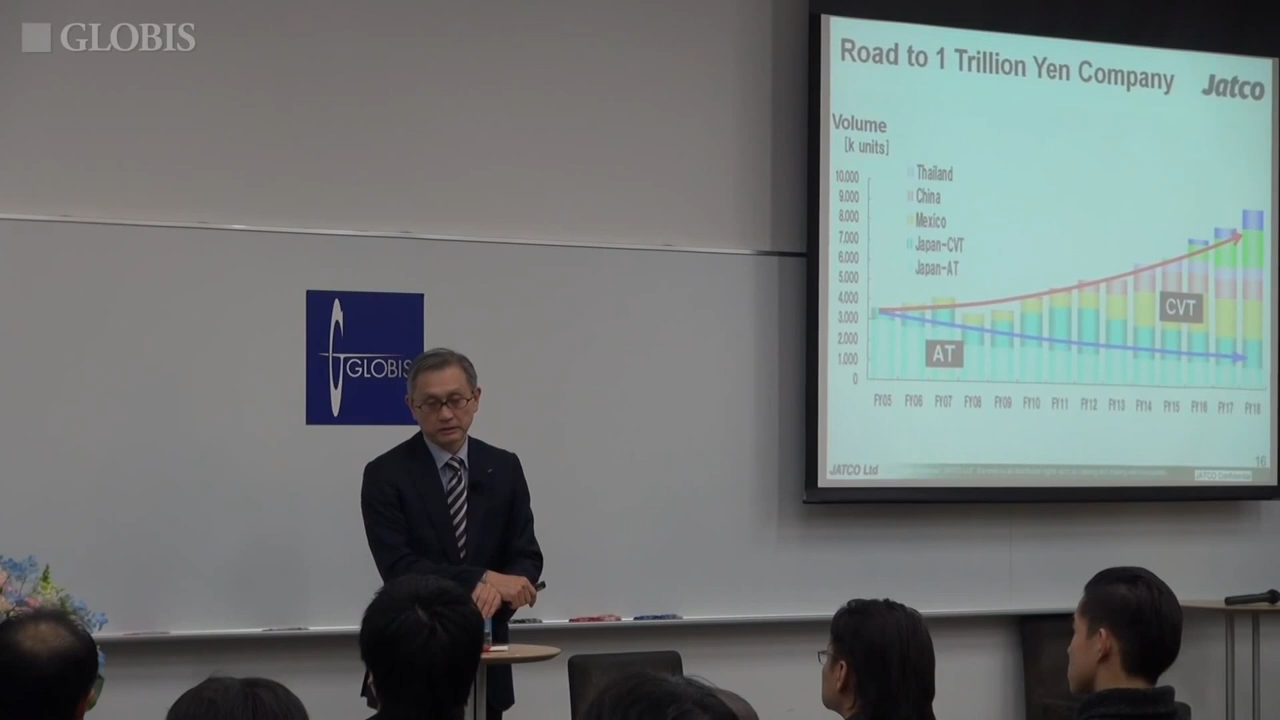 GLOBIS
Road to 1 Trillion Yen Company
Jatco
Volume
[k units]
10,000
9,000
8,000
7,000
6,000
5,000
4,000
3,000
2,000
1,000
0
Thailand
China
Mexico
Japan-CVT
Japan-AT
CVT
AT
FY05 FY06 FY07 FY08 FY09 FY10 FY11 FY12 FY13 FY14 FY15 FY16 FY17 FY18
16
JATCO Ltd
JATCO Confidential
GLOBIS